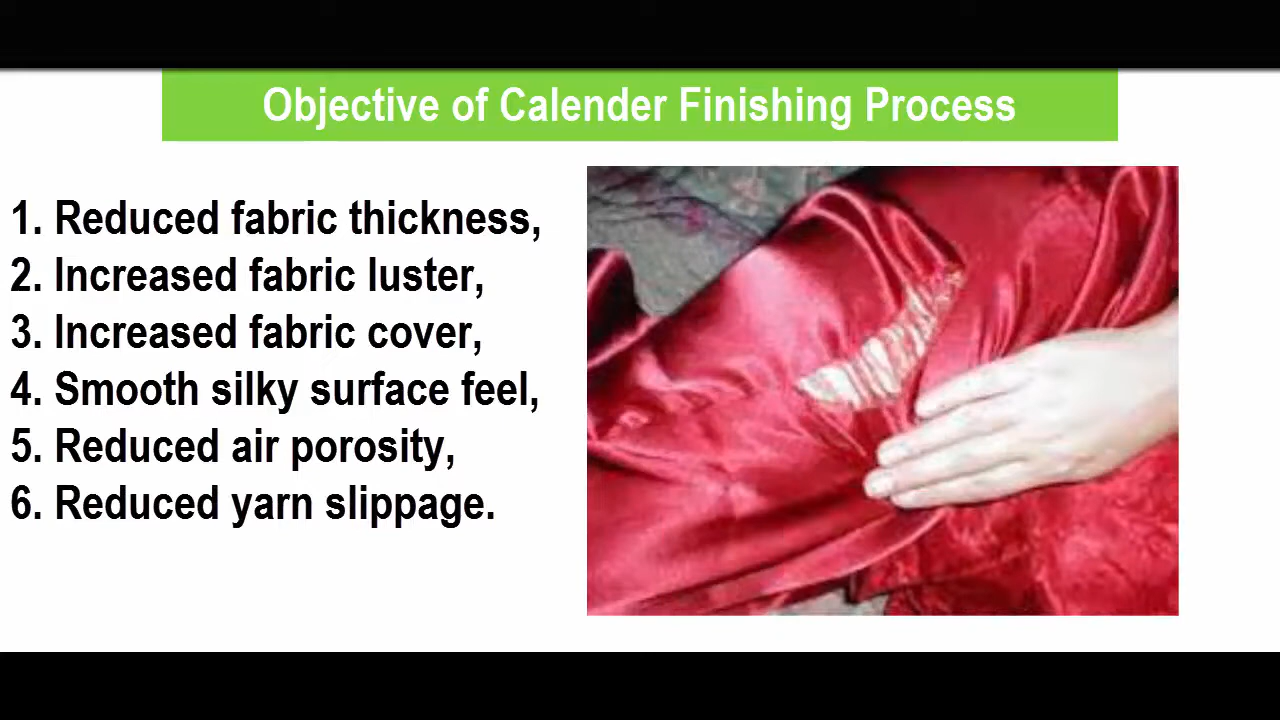 Objective of Calender Finishing Process
1. Reduced fabric thickness,
2. Increased fabric luster,
3. Increased fabric cover,
4. Smooth silky surface feel,
5. Reduced air porosity,
6. Reduced yarn slippage.